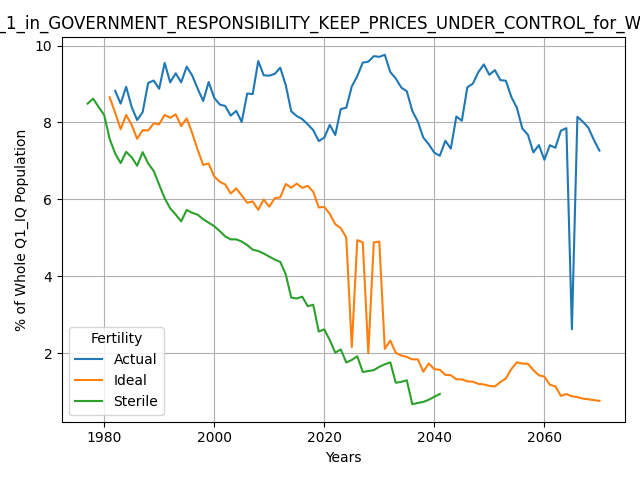 _1_in_GOVERNMENT_RESPONSIBILITY_KEEP_PRICES_UNDER_CONTROL_for_W
10
8
6
4
2
% of Whole Q1_IQ Population
Fertility
Actual
Ideal
Sterile
1980 2000 2020 2040 2060
Years